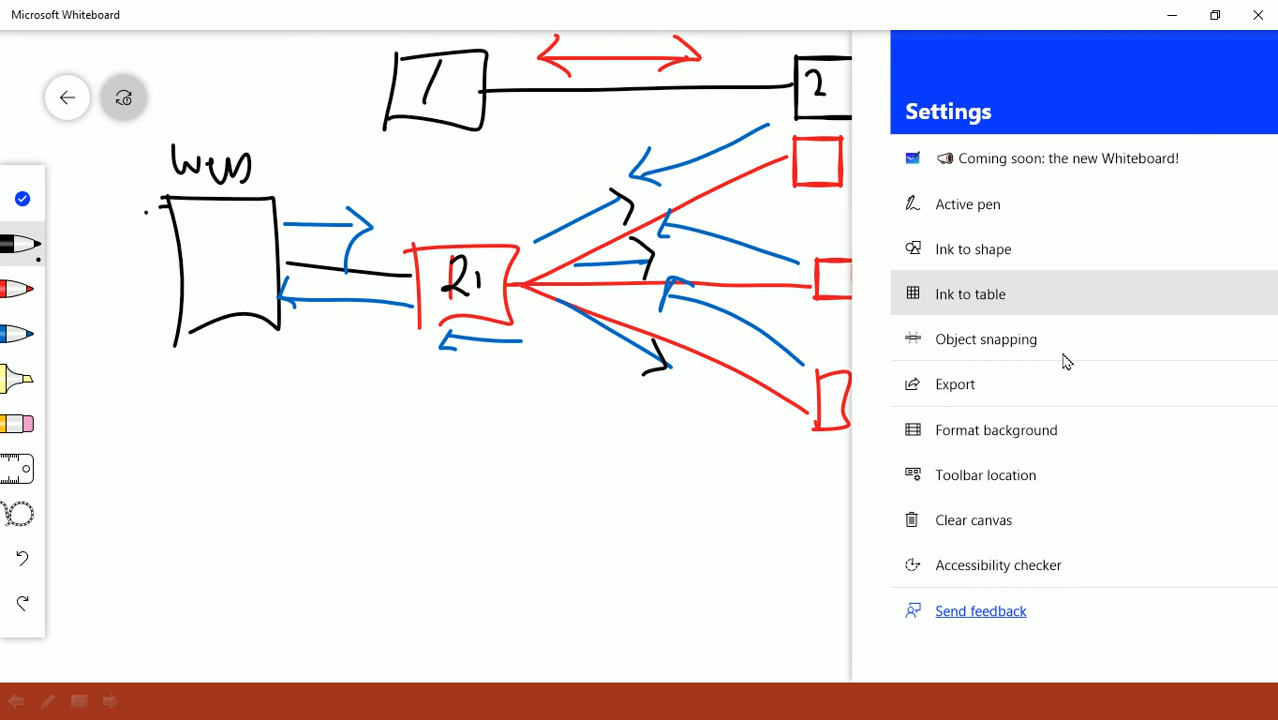 Microsoft Whiteboard
1
2
R1
Settings
Coming soon: the new Whiteboard!
Active pen
Ink to shape
Ink to table
Object snapping
Export
Format background
Toolbar location
Clear canvas
Accessibility checker
Send feedback